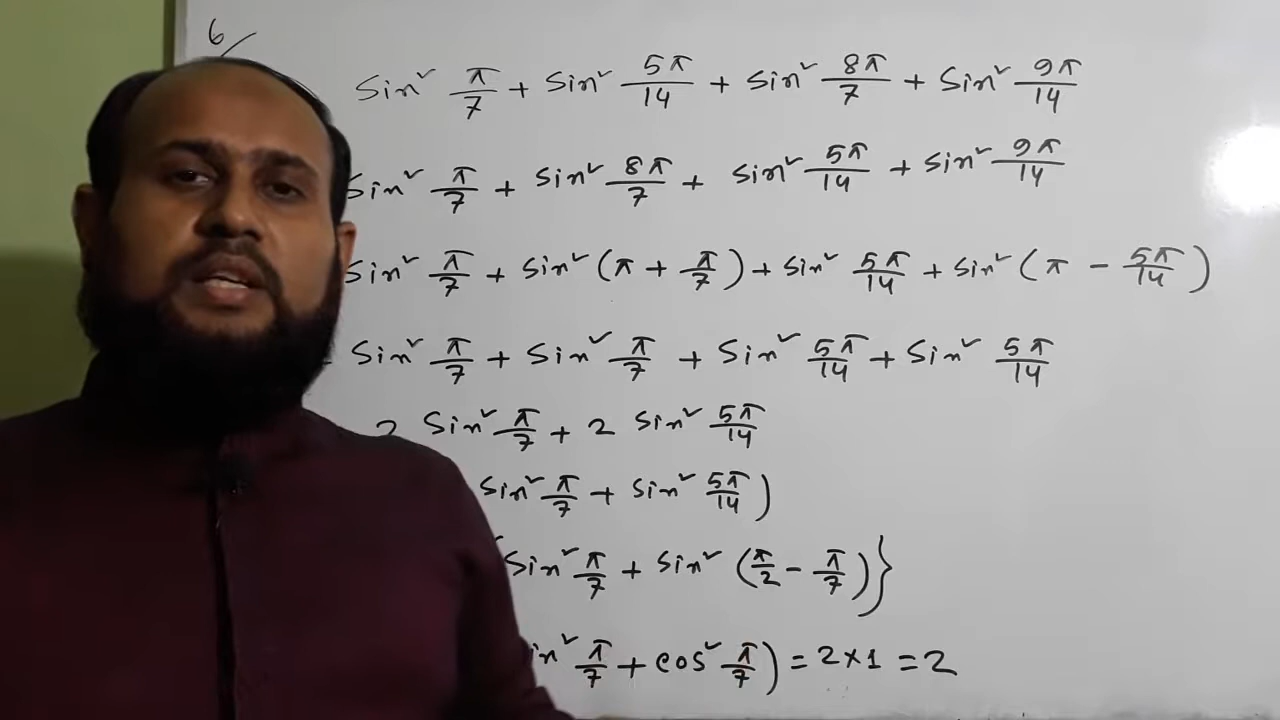 6/
Sin² π/7 + Sin² 5π/14 + Sin² 8π/7 + Sin² 9π/14
Sin² π/7 + Sin² 8π/7 + Sin² 5π/14 + Sin² 9π/14
Sin² π/7 + Sin² (π + π/7) + Sin² 5π/14 + Sin² (π − 5π/14)
Sin² π/7 + Sin² π/7 + Sin² 5π/14 + Sin² 5π/14
2 Sin² π/7 + 2 Sin² 5π/14
Sin² π/7 + Sin² 5π/14)
Sin² π/7 + Sin² (π/2 − π/7)}
in² π/7 + cos² π/7) = 2×1 = 2